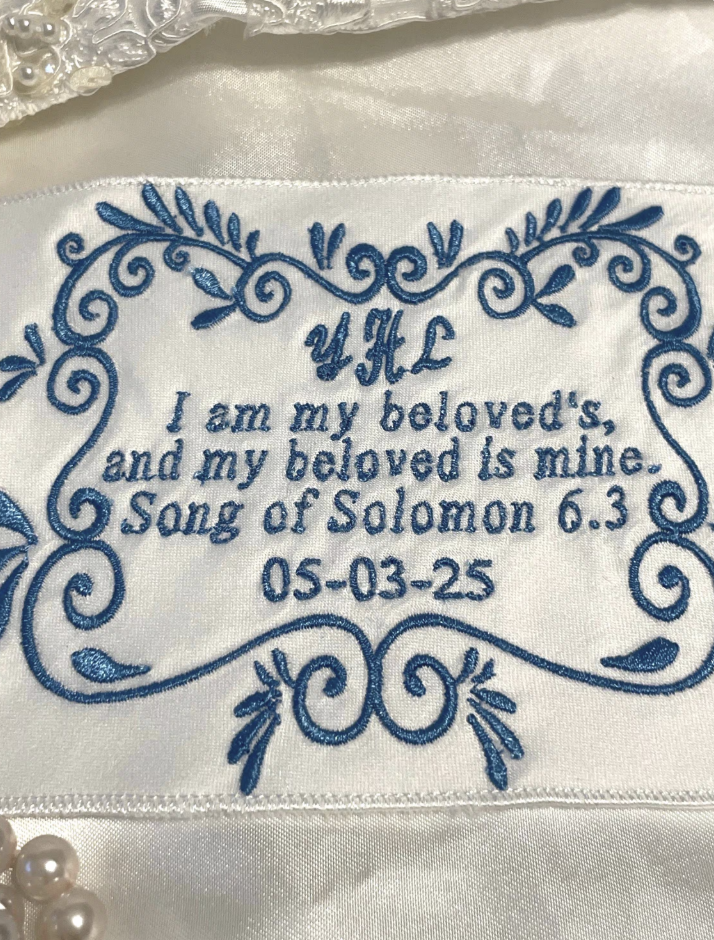 YHL
I am my beloved's,
and my beloved is mine.
Song of Solomon 6.3
05-03-25